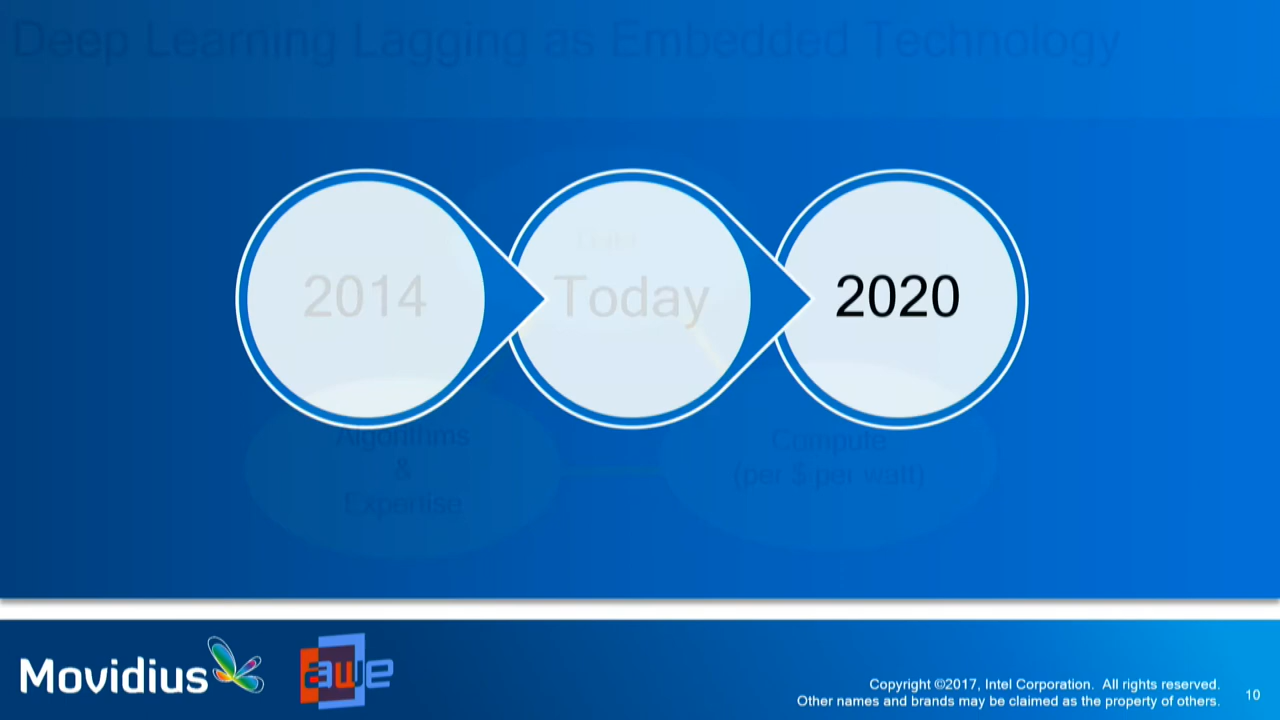 Deep Learning Lagging as Embedded Technology
Data
2014
Today
2020
Algorithms
&
Expertise
Compute
(per $ per watt)
Movidius
awe
Copyright ©2017, Intel Corporation. All rights reserved.
Other names and brands may be claimed as the property of others.
10